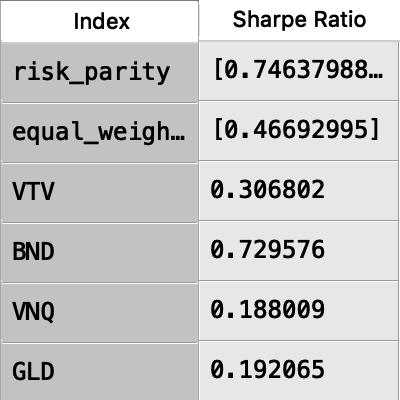 Index Sharpe Ratio
risk_parity [0.74637988…
equal_weigh… [0.46692995]
VTV 0.306802
BND 0.729576
VNQ 0.188009
GLD 0.192065